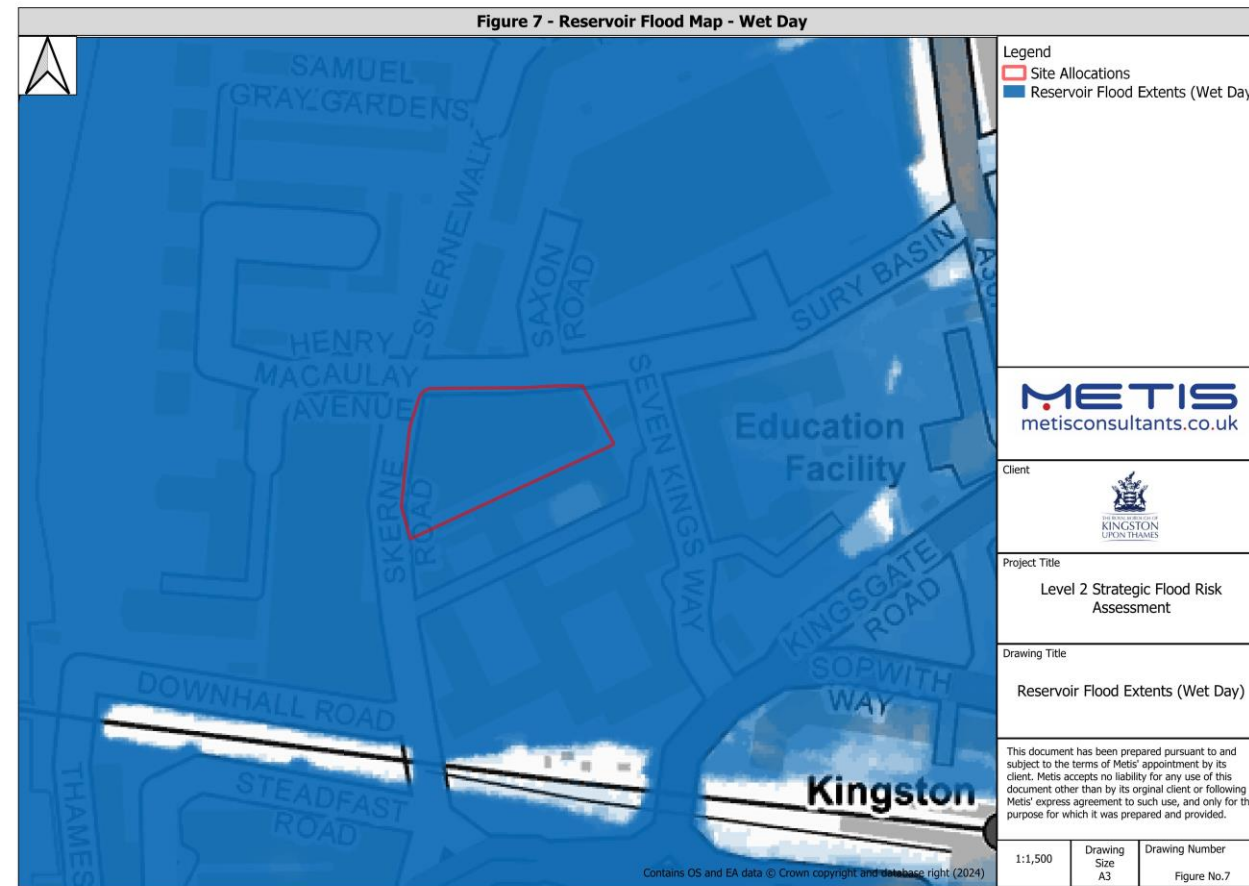 Figure 7 - Reservoir Flood Map - Wet Day
SAMUEL
GRAY GARDENS
SKERNE WALK
SAXON
ROAD
SURY BASIN
HENRY
MACAULAY
AVENUE
SEVEN KINGS WAY
Education
Facility
SKERNE
ROAD
KINGSGATE
ROAD
SOPWITH
WAY
DOWNHALL ROAD
STEADFAST
ROAD
THAMES
Kingston
Contains OS and EA data © Crown copyright and database right (2024)
Legend
Site Allocations
Reservoir Flood Extents (Wet Day
METIS
metisconsultants.co.uk
Client
KINGSTON
UPON THAMES
Project Title
Level 2 Strategic Flood Risk
Assessment
Drawing Title
Reservoir Flood Extents (Wet Day)
This document has been prepared pursuant to and
subject to the terms of Metis' appointment by its
client. Metis accepts no liability for any use of this
document other than by its orginal client or following
Metis' express agreement to such use, and only for th
purpose for which it was prepared and provided.
1:1,500
Drawing
Size
A3
Drawing Number
Figure No.7